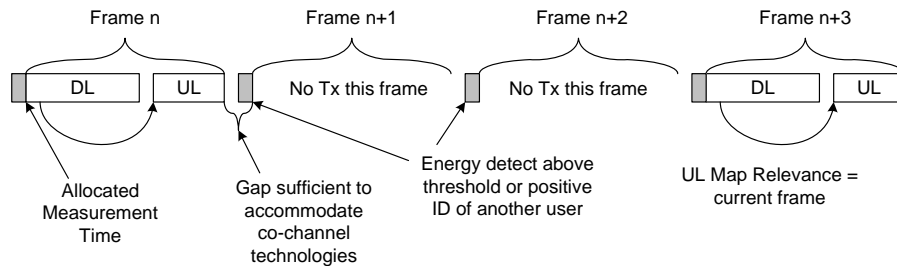 Frame n
Frame n+1
Frame n+2
Frame n+3
DL
UL
No Tx this frame
No Tx this frame
DL
UL
Allocated
Measurement
Time
Gap sufficient to
accommodate
co-channel
technologies
Energy detect above
threshold or positive
ID of another user
UL Map Relevance =
current frame